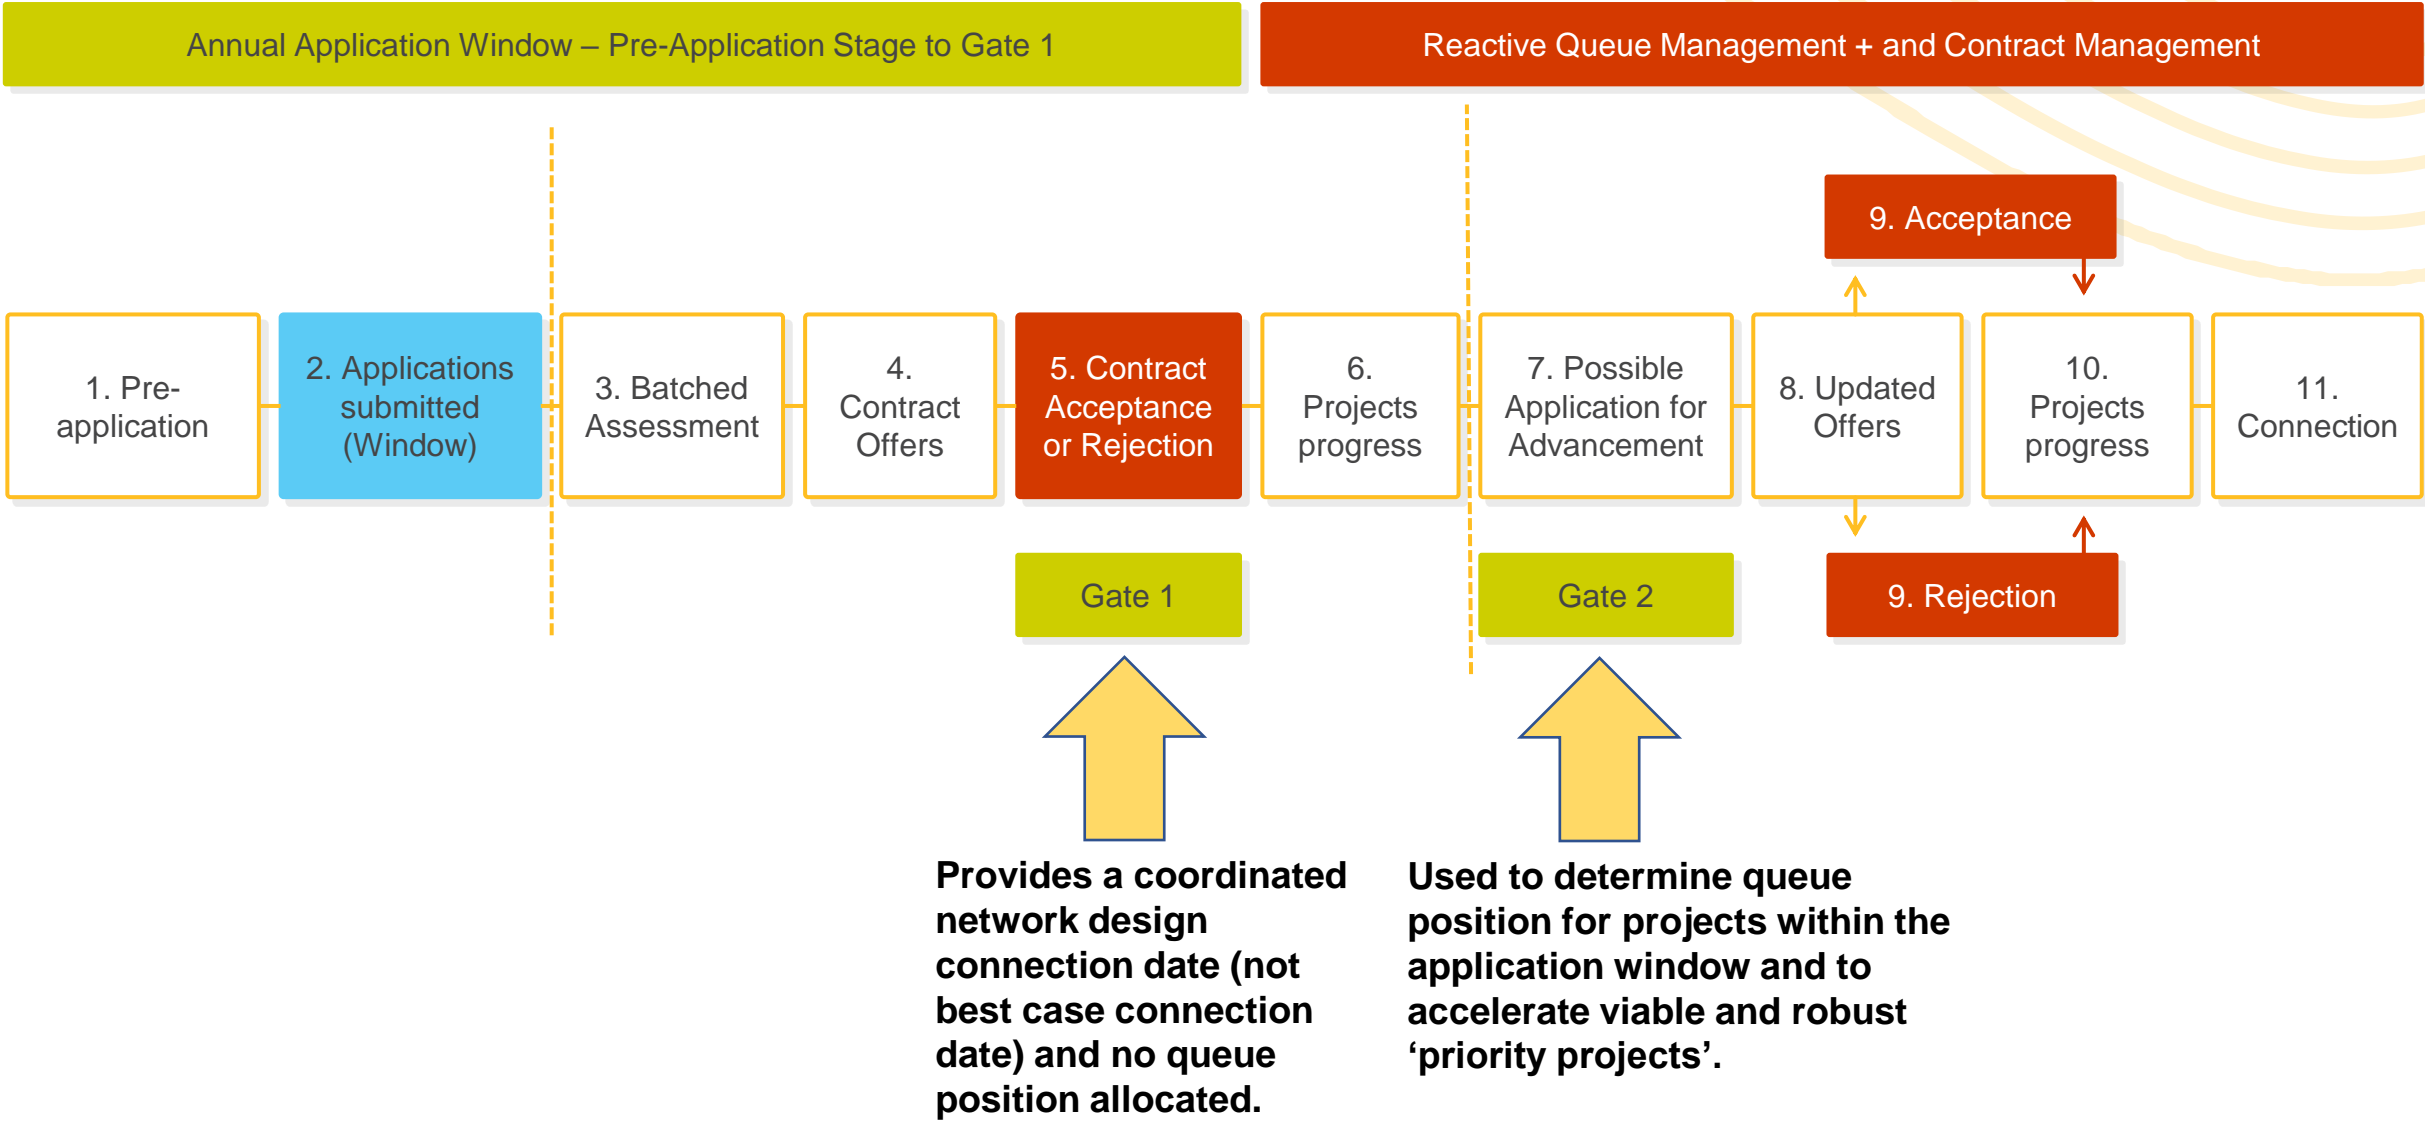 Annual Application Window – Pre-Application Stage to Gate 1
Reactive Queue Management + and Contract Management
9. Acceptance
1. Pre-
application
2. Applications
submitted
(Window)
3. Batched
Assessment
4.
Contract
Offers
5. Contract
Acceptance
or Rejection
6.
Projects
progress
7. Possible
Application for
Advancement
8. Updated
Offers
10.
Projects
progress
11.
Connection
Gate 1
Gate 2
9. Rejection
Provides a coordinated
network design
connection date (not
best case connection
date) and no queue
position allocated.
Used to determine queue
position for projects within the
application window and to
accelerate viable and robust
‘priority projects’.